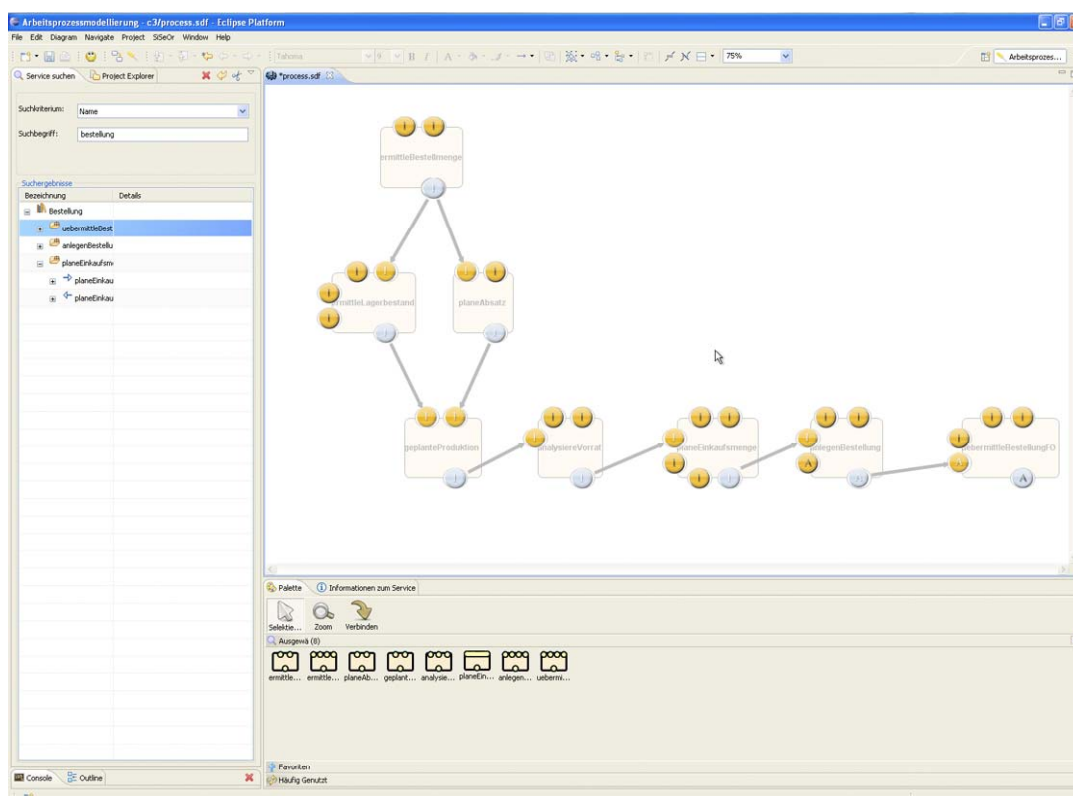 Arbeitsprozessmodellierung - c3/process.sdf - Eclipse Platform
File Edit Diagram Navigate Project SiSeOr Window Help
Tahoma 9 B I A 75% Arbeitsprozes...
Service suchen Project Explorer *process.sdf
Suchkriterium: Name
Suchbegriff: bestellung
Suchergebnisse
Bezeichnung Details
Bestellung
uebermittleBest
anlegenBestellu
planeEinkaufsm
planeEinkau
planeEinkau
ermittleBestellmenge
ermittleLagerbestand planeAbsatz
geplanteProduktion analysiereVorrat planeEinkaufsmenge anlegenBestellung uebermittleBestellungFO
A A A
Palette Informationen zum Service
Selektie... Zoom Verbinden
Ausgewä (8)
ermittle... ermittle... planeAb... geplant... analysie... planeEin... anlegen... uebermi...
Favoriten
Häufig Genutzt
Console Outline